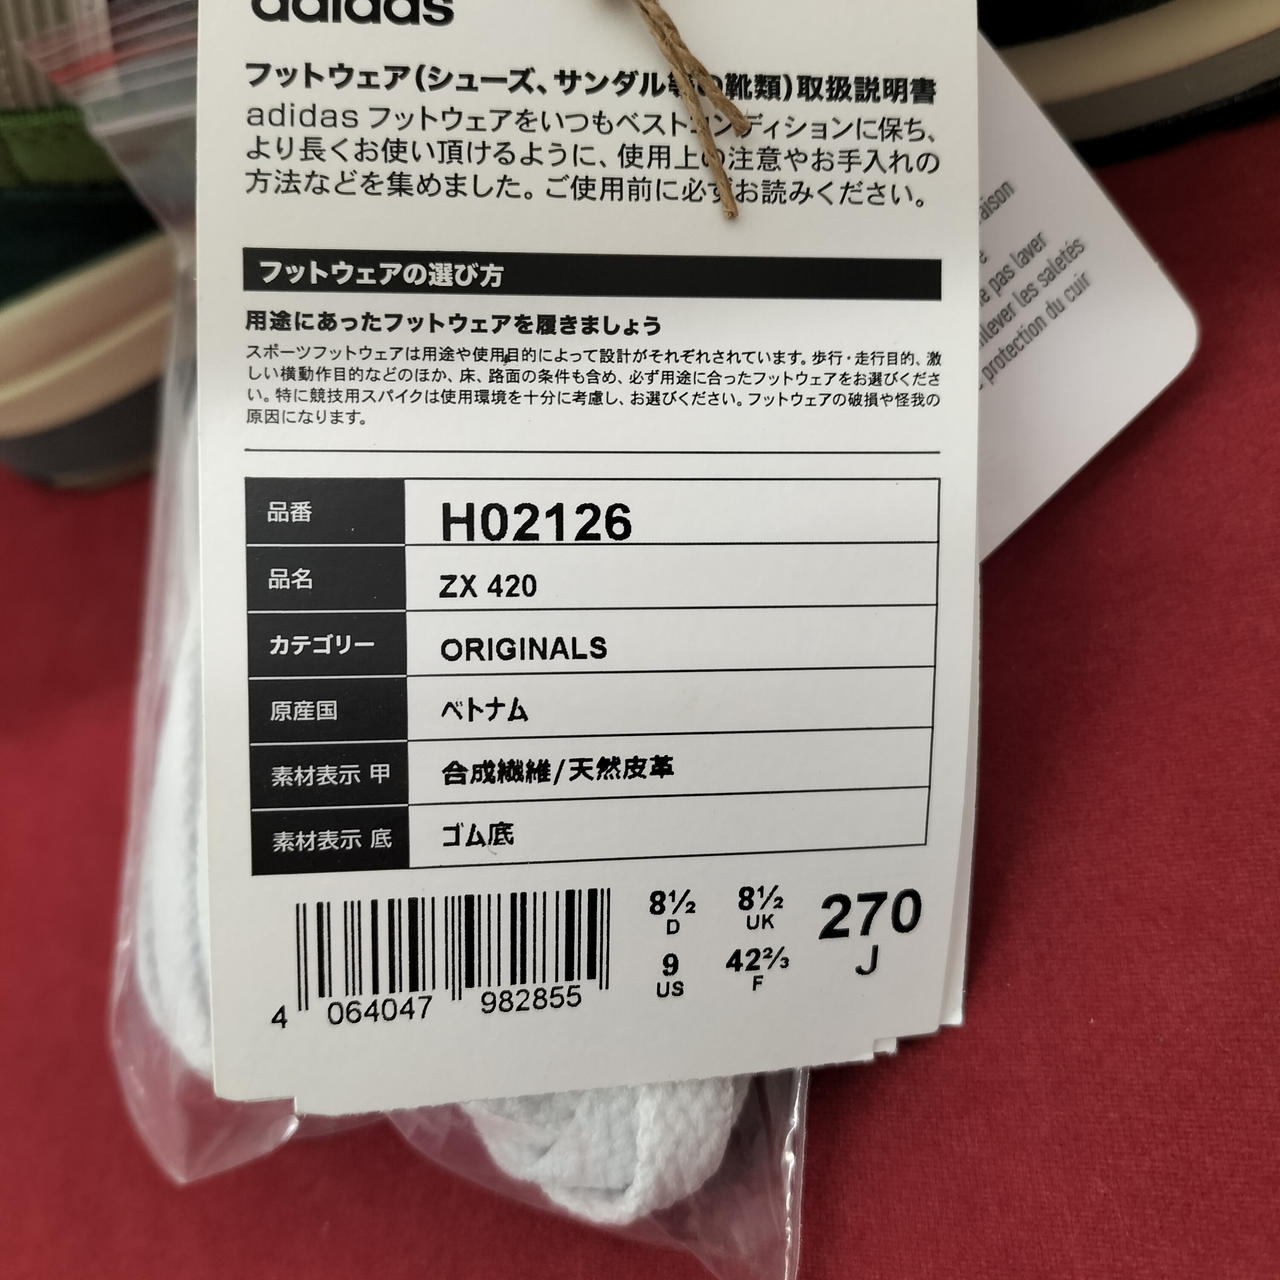 adidas
フットウェア(シューズ、サンダル等の靴類)取扱説明書
adidas フットウェアをいつもベストコンディションに保ち、
より長くお使い頂けるように、使用上の注意やお手入れの
方法などを集めました。ご使用前に必ずお読みください。
フットウェアの選び方
用途にあったフットウェアを履きましょう
スポーツフットウェアは用途や使用目的によって設計がそれぞれされています。歩行・走行目的、激
しい横動作目的などのほか、床、路面の条件も含め、必ず用途に合ったフットウェアをお選びくださ
い。特に競技用スパイクは使用環境を十分に考慮し、お選びください。フットウェアの破損や怪我の
原因になります。
品番 H02126
品名 ZX 420
カテゴリー ORIGINALS
原産国 ベトナム
素材表示 甲 合成繊維/天然皮革
素材表示 底 ゴム底
8½ 8½ 270
D UK J
9 42⅔
US F
4 064047 982855
pas laver
les saletés
protection du cuir